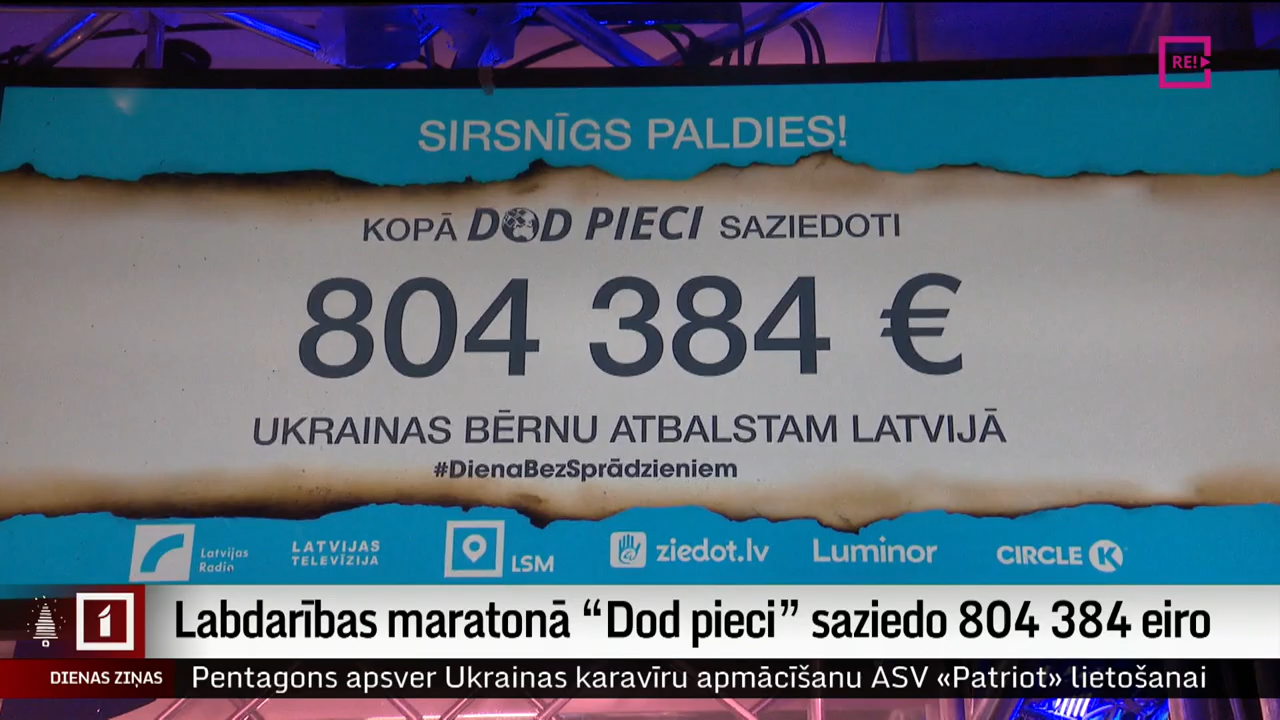 RE!
SIRSNĪGS PALDIES!
KOPĀ DOD PIECI SAZIEDOTI
804 384 €
UKRAINAS BĒRNU ATBALSTAM LATVIJĀ
#DienaBezSprādzieniem
Latvijas Radio
LATVIJAS TELEVĪZIJA
LSM
ziedot.lv
Luminor
CIRCLE K
1
Labdarības maratonā “Dod pieci” saziedo 804 384 eiro
DIENAS ZIŅAS
Pentagons apsver Ukrainas karavīru apmācīšanu ASV «Patriot» lietošanai